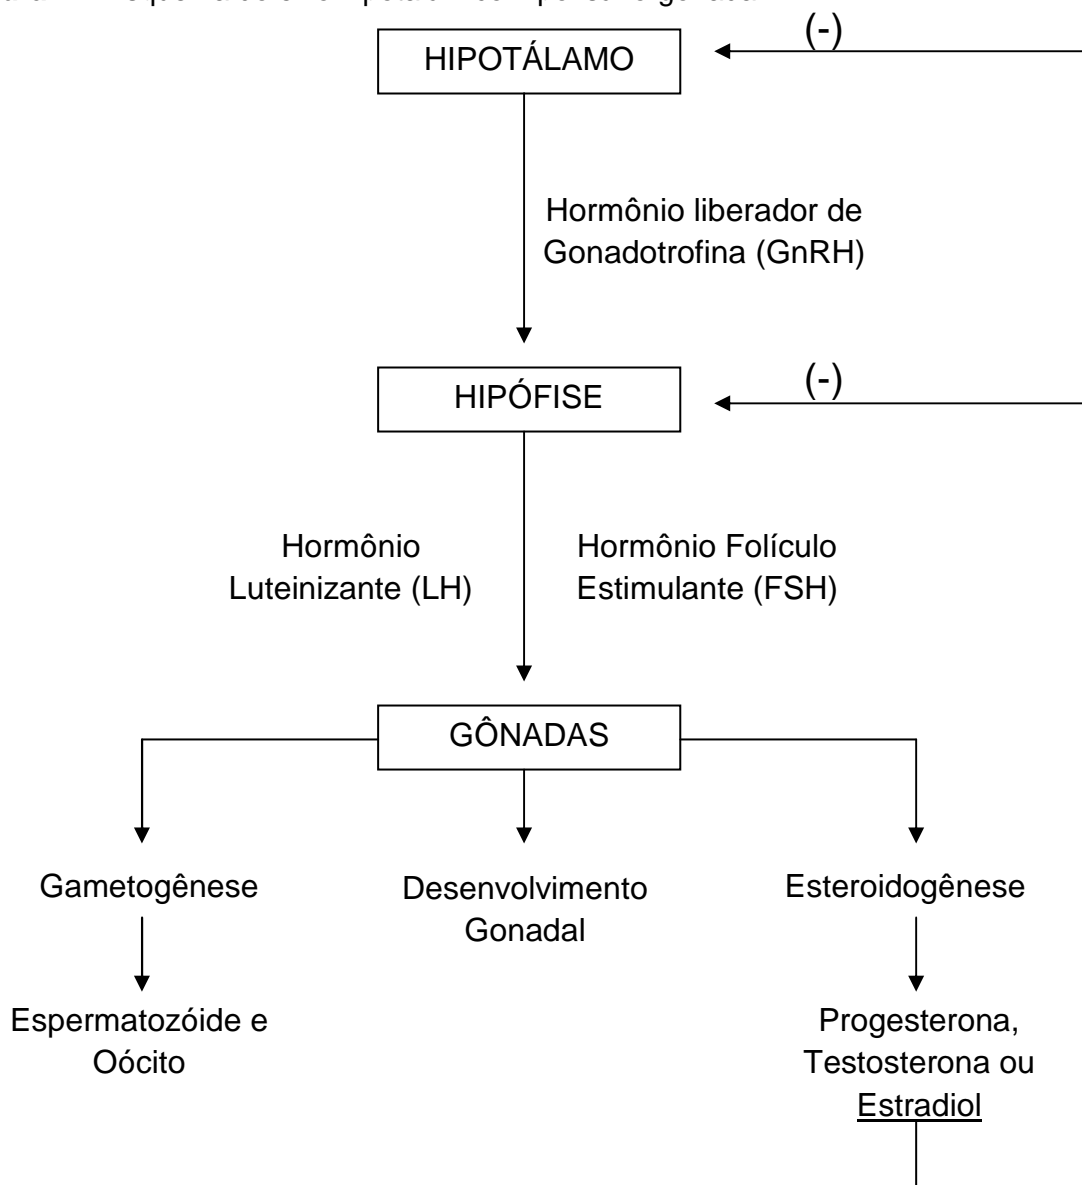 (-)
HIPOTÁLAMO
Hormônio liberador de
Gonadotrofina (GnRH)
(-)
HIPÓFISE
Hormônio
Luteinizante (LH)
Hormônio Folículo
Estimulante (FSH)
GÔNADAS
Gametogênese
Desenvolvimento
Gonadal
Esteroidogênese
Espermatozóide e
Oócito
Progesterona,
Testosterona ou
Estradiol